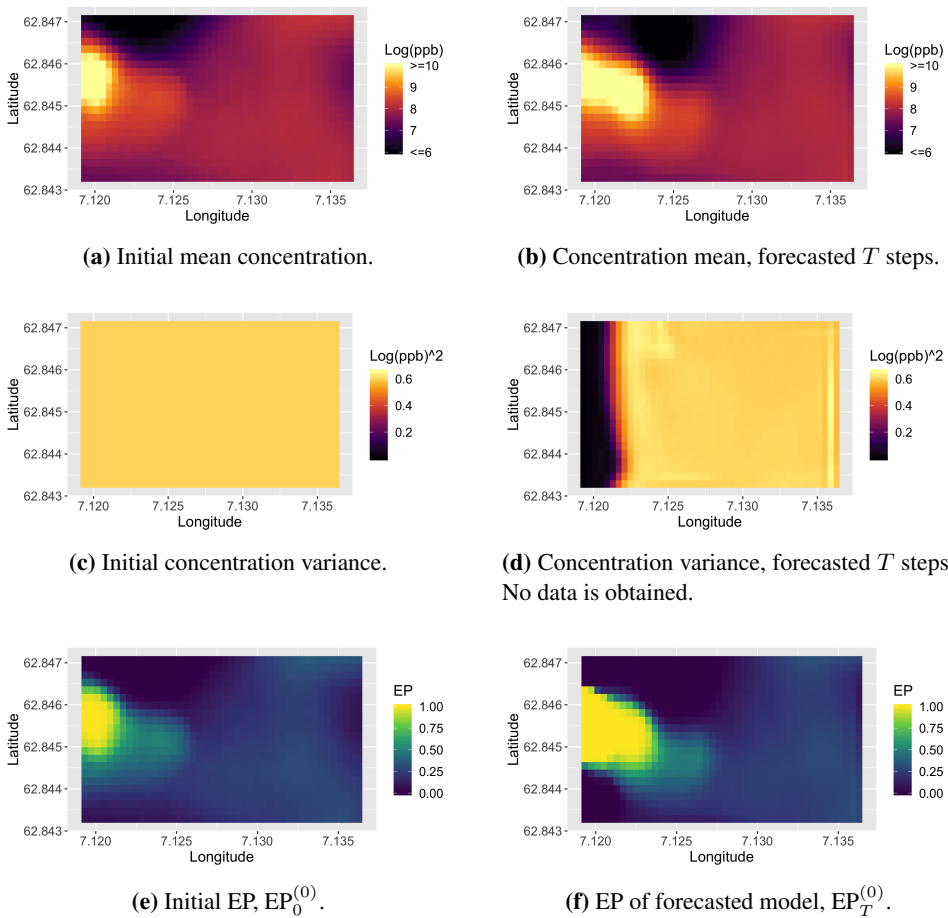 Latitude
62.847
62.846
62.845
62.844
62.843
7.120 7.125 7.130 7.135
Longitude
Log(ppb)
>=10
9
8
7
<=6
(a) Initial mean concentration.
Latitude
62.847
62.846
62.845
62.844
62.843
7.120 7.125 7.130 7.135
Longitude
Log(ppb)
>=10
9
8
7
<=6
(b) Concentration mean, forecasted T steps.
Latitude
62.847
62.846
62.845
62.844
62.843
7.120 7.125 7.130 7.135
Longitude
Log(ppb)^2
0.6
0.4
0.2
(c) Initial concentration variance.
Latitude
62.847
62.846
62.845
62.844
62.843
7.120 7.125 7.130 7.135
Longitude
Log(ppb)^2
0.6
0.4
0.2
(d) Concentration variance, forecasted T steps
No data is obtained.
Latitude
62.847
62.846
62.845
62.844
62.843
7.120 7.125 7.130 7.135
Longitude
EP
1.00
0.75
0.50
0.25
0.00
(e) Initial EP, EP₀⁽⁰⁾.
Latitude
62.847
62.846
62.845
62.844
62.843
7.120 7.125 7.130 7.135
Longitude
EP
1.00
0.75
0.50
0.25
0.00
(f) EP of forecasted model, EP_T⁽⁰⁾.